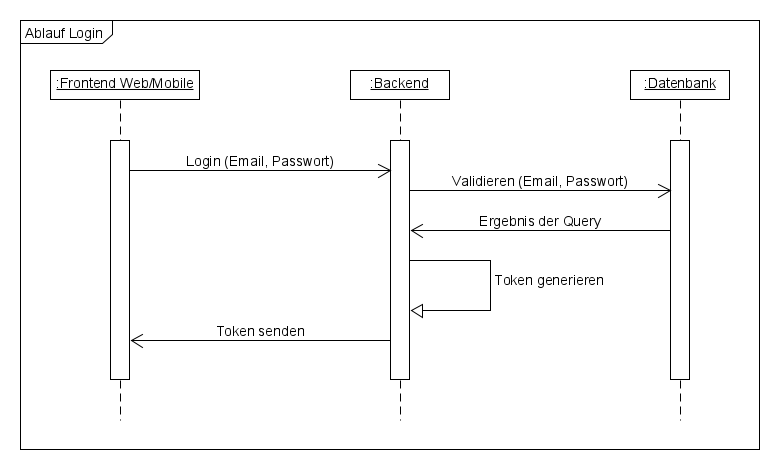 Ablauf Login
:Frontend Web/Mobile
:Backend
:Datenbank
Login (Email, Passwort)
Validieren (Email, Passwort)
Ergebnis der Query
Token generieren
Token senden